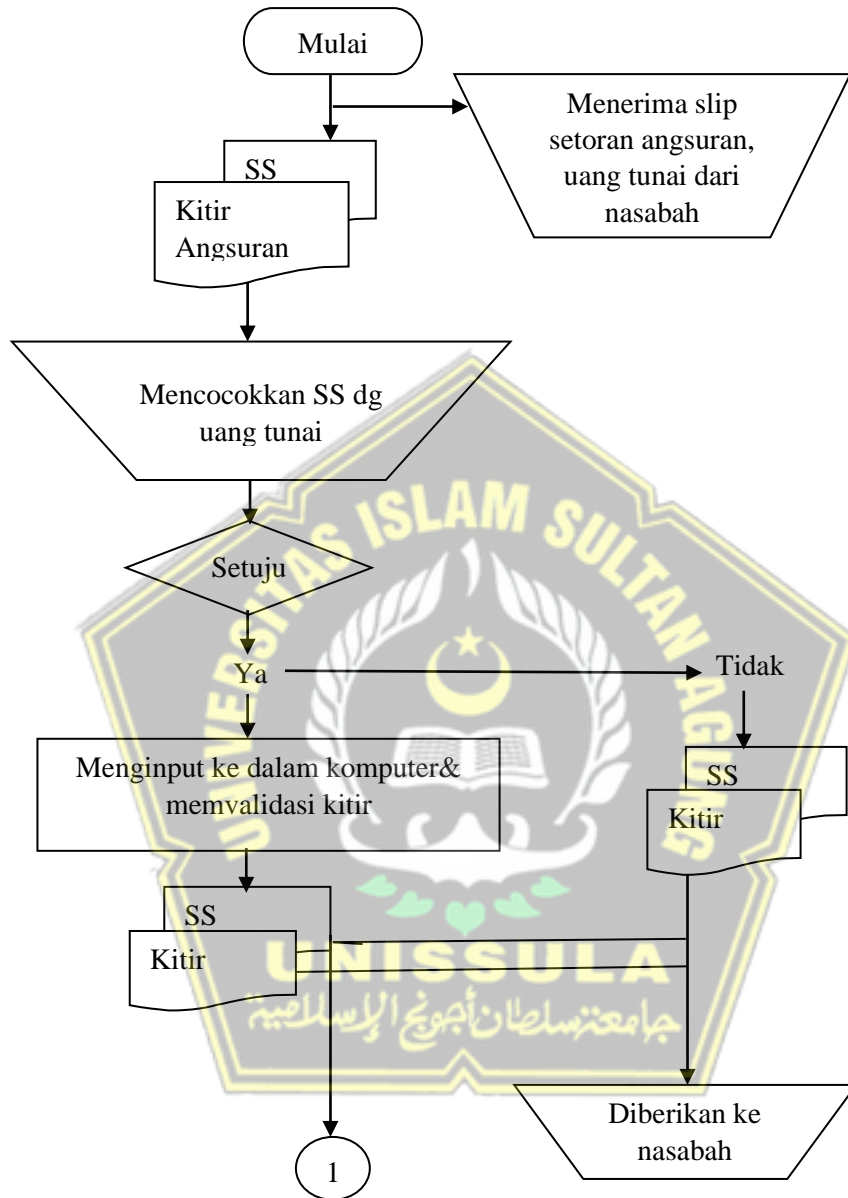 Mulai
Menerima slip
setoran angsuran,
uang tunai dari
nasabah
SS
Kitir
Angsuran
Mencocokkan SS dg
uang tunai
Setuju
Ya
Tidak
Menginput ke dalam komputer&
memvalidasi kitir
SS
Kitir
SS
Kitir
Diberikan ke
nasabah
1
UNIVERSITAS ISLAM SULTAN AGUNG
UNISSULA
جامعة سلطان أجونج الإسلامية